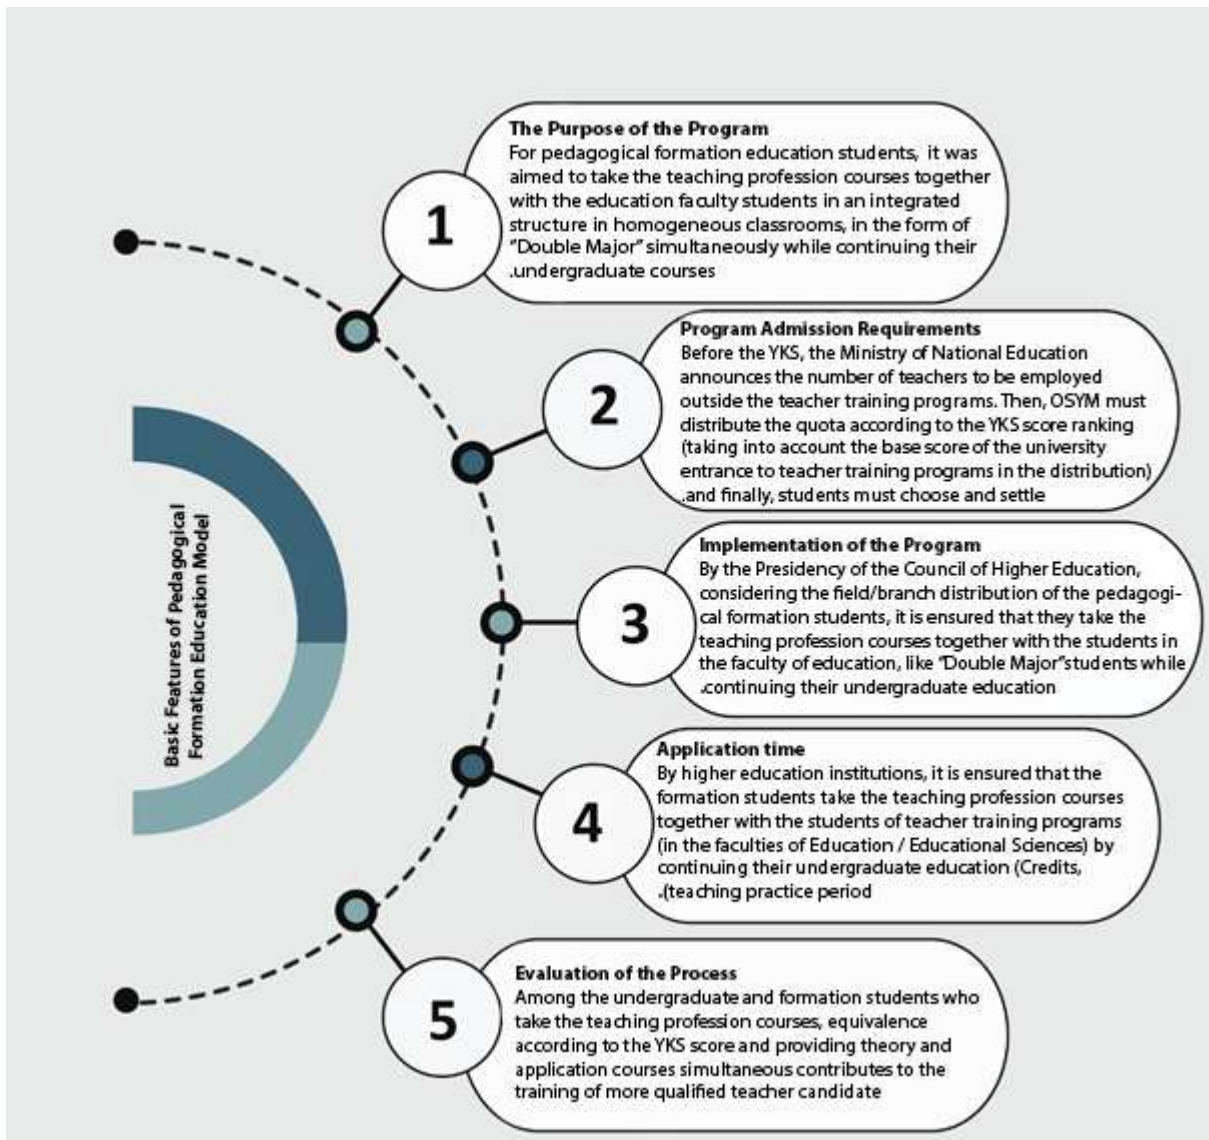 Basic Features of Pedagogical
Formation Education Model
1
The Purpose of the Program
For pedagogical formation education students, it was
aimed to take the teaching profession courses together
with the education faculty students in an integrated
structure in homogeneous classrooms, in the form of
"Double Major" simultaneously while continuing their
.undergraduate courses
2
Program Admission Requirements
Before the YKS, the Ministry of National Education
announces the number of teachers to be employed
outside the teacher training programs. Then, OSYM must
distribute the quota according to the YKS score ranking
(taking into account the base score of the university
entrance to teacher training programs in the distribution)
.and finally, students must choose and settle
3
Implementation of the Program
By the Presidency of the Council of Higher Education,
considering the field/branch distribution of the pedagogi-
cal formation students, it is ensured that they take the
teaching profession courses together with the students in
the faculty of education, like "Double Major" students while
.continuing their undergraduate education
4
Application time
By higher education institutions, it is ensured that the
formation students take the teaching profession courses
together with the students of teacher training programs
(in the faculties of Education / Educational Sciences) by
continuing their undergraduate education (Credits,
.(teaching practice period
5
Evaluation of the Process
Among the undergraduate and formation students who
take the teaching profession courses, equivalence
according to the YKS score and providing theory and
application courses simultaneous contributes to the
training of more qualified teacher candidate